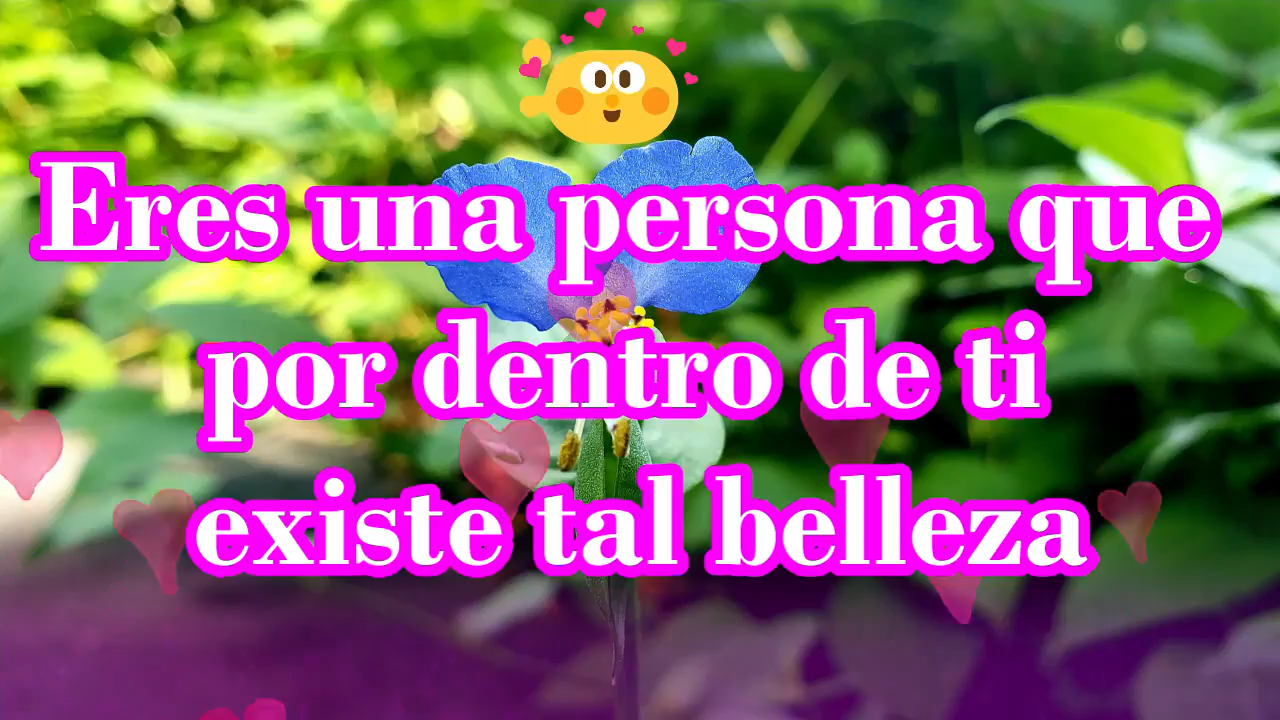 Eres una persona que
por dentro de ti
existe tal belleza